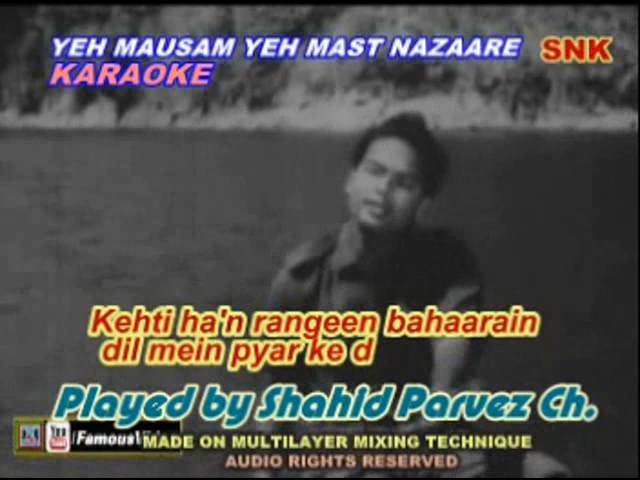 YEH MAUSAM YEH MAST NAZAARE SNK
KARAOKE
Kehti ha'n rangeen bahaarain
dil mein pyar ke d
Played by Shahid Parvez Ch.
Famous
MADE ON MULTILAYER MIXING TECHNIQUE
AUDIO RIGHTS RESERVED